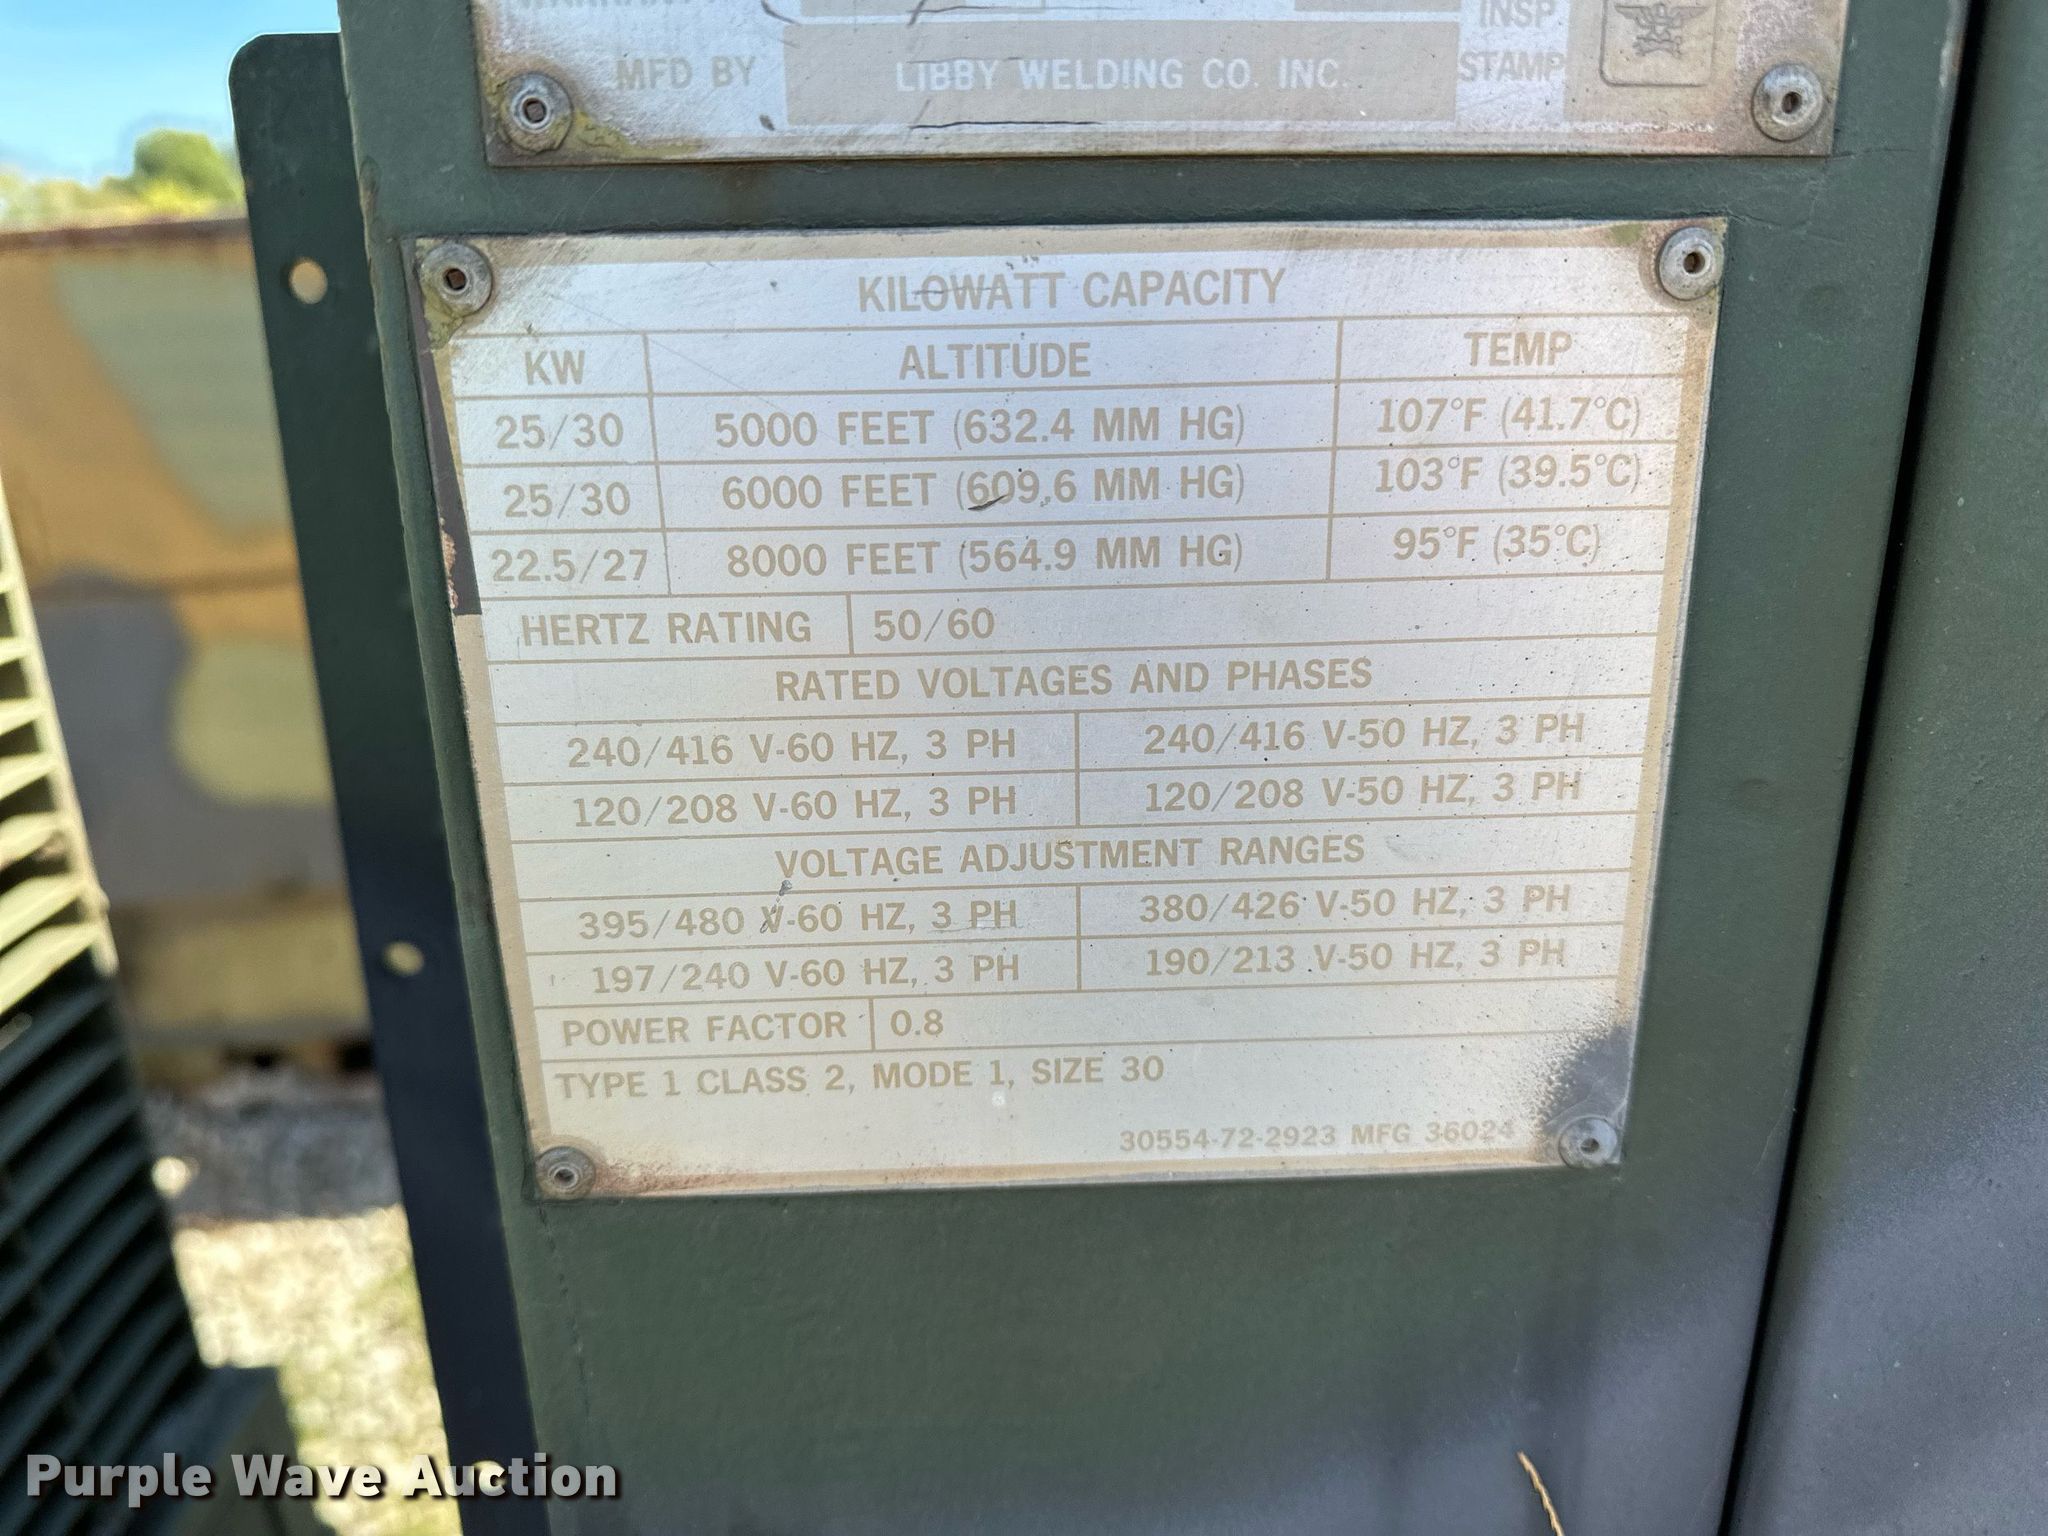 INSP
MFD BY LIBBY WELDING CO. INC. STAMP
KILOWATT CAPACITY
KW ALTITUDE TEMP
25/30 5000 FEET (632.4 MM HG) 107°F (41.7°C)
25/30 6000 FEET (609.6 MM HG) 103°F (39.5°C)
22.5/27 8000 FEET (564.9 MM HG) 95°F (35°C)
HERTZ RATING 50/60
RATED VOLTAGES AND PHASES
240/416 V-60 HZ, 3 PH 240/416 V-50 HZ, 3 PH
120/208 V-60 HZ, 3 PH 120/208 V-50 HZ, 3 PH
VOLTAGE ADJUSTMENT RANGES
395/480 V-60 HZ, 3 PH 380/426 V-50 HZ, 3 PH
197/240 V-60 HZ, 3 PH 190/213 V-50 HZ, 3 PH
POWER FACTOR 0.8
TYPE 1 CLASS 2, MODE 1, SIZE 30
30554-72-2923 MFG 36024
Purple Wave Auction